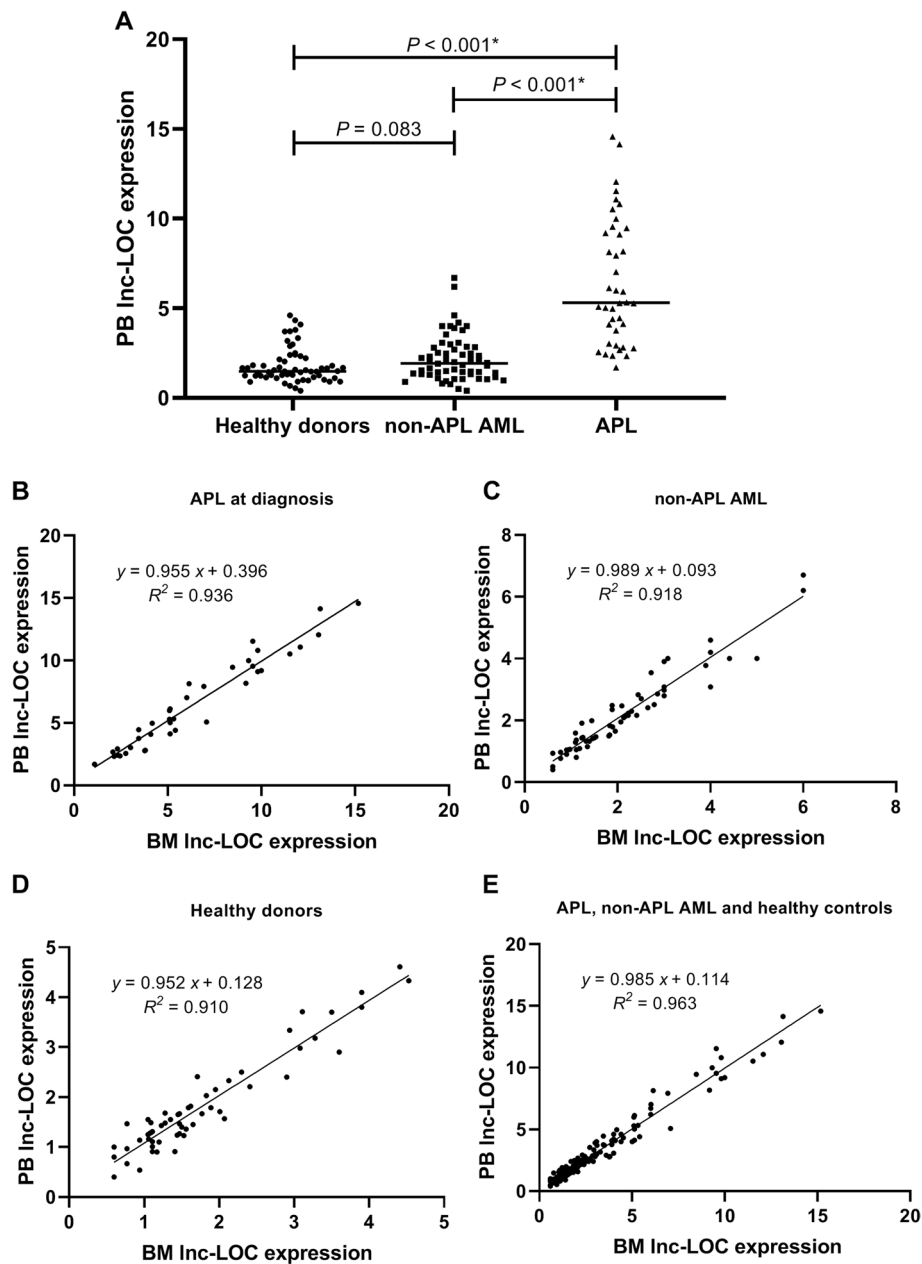 A
20
15
10
5
0
PB lnc-LOC expression
P < 0.001*
P < 0.001*
P = 0.083
Healthy donors non-APL AML APL
B
APL at diagnosis
20
15
10
5
0
PB lnc-LOC expression
y = 0.955 x + 0.396
R² = 0.936
0 5 10 15 20
BM lnc-LOC expression
C
non-APL AML
8
6
4
2
0
PB lnc-LOC expression
y = 0.989 x + 0.093
R² = 0.918
0 2 4 6 8
BM lnc-LOC expression
D
Healthy donors
5
4
3
2
1
0
PB lnc-LOC expression
y = 0.952 x + 0.128
R² = 0.910
0 1 2 3 4 5
BM lnc-LOC expression
E
APL, non-APL AML and healthy controls
20
15
10
5
0
PB lnc-LOC expression
y = 0.985 x + 0.114
R² = 0.963
0 5 10 15 20
BM lnc-LOC expression